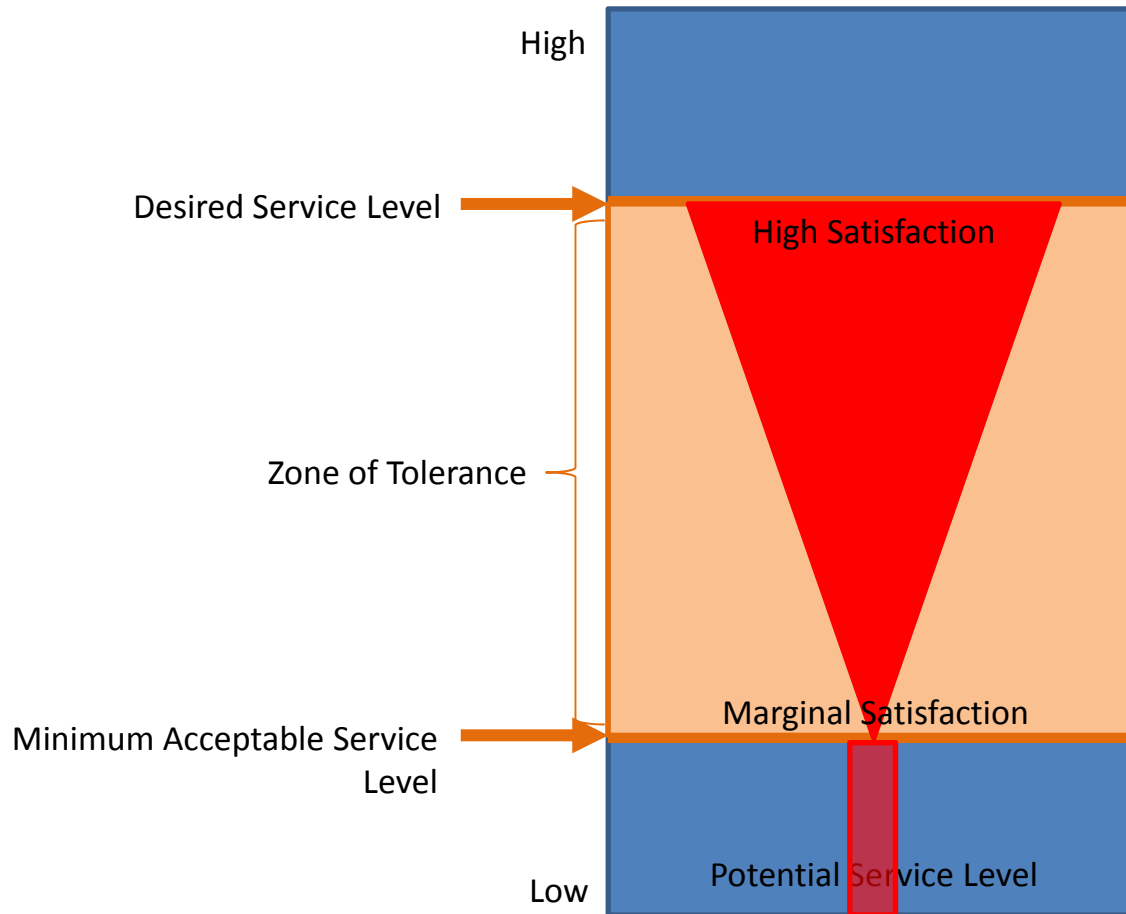 High
Desired Service Level
High Satisfaction
Zone of Tolerance
Marginal Satisfaction
Minimum Acceptable Service
Level
Potential Service Level
Low